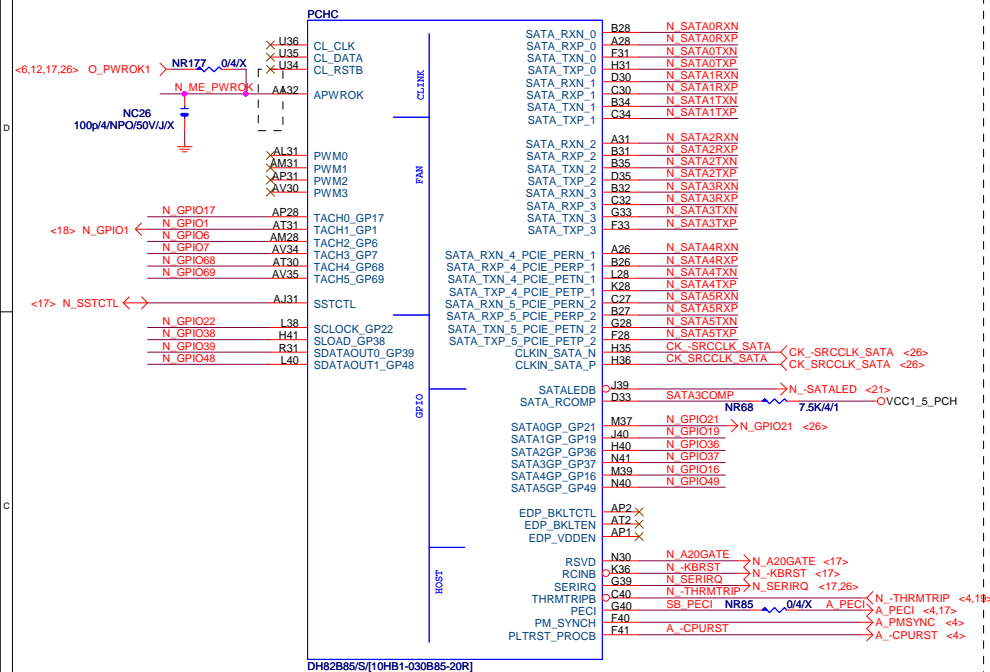 PCHC
U36 CL_CLK
U35 CL_DATA
U34 CL_RSTB
<6,12,17,26> O_PWROK1 NR177 0/4/X
N_ME_PWROK AA32 APWROK
NC26
100p/4/NPO/50V/J/X
CLINK
AL31 PWM0
AM31 PWM1
AP31 PWM2
AV30 PWM3
FAN
N_GPIO17 AP28 TACH0_GP17
<18> N_GPIO1 N_GPIO1 AT31 TACH1_GP1
N_GPIO6 AM28 TACH2_GP6
N_GPIO7 AV34 TACH3_GP7
N_GPIO68 AT30 TACH4_GP68
N_GPIO69 AV35 TACH5_GP69
<17> N_SSTCTL AJ31 SSTCTL
N_GPIO22 L38 SCLOCK_GP22
N_GPIO38 H41 SLOAD_GP38
N_GPIO39 R31 SDATAOUT0_GP39
N_GPIO48 L40 SDATAOUT1_GP48
GPIO
HOST
SATA_RXN_0 B28 N_SATA0RXN
SATA_RXP_0 A28 N_SATA0RXP
SATA_TXN_0 F31 N_SATA0TXN
SATA_TXP_0 H31 N_SATA0TXP
SATA_RXN_1 D30 N_SATA1RXN
SATA_RXP_1 C30 N_SATA1RXP
SATA_TXN_1 B34 N_SATA1TXN
SATA_TXP_1 C34 N_SATA1TXP
SATA_RXN_2 A31 N_SATA2RXN
SATA_RXP_2 B31 N_SATA2RXP
SATA_TXN_2 B35 N_SATA2TXN
SATA_TXP_2 D35 N_SATA2TXP
SATA_RXN_3 B32 N_SATA3RXN
SATA_RXP_3 C32 N_SATA3RXP
SATA_TXN_3 G33 N_SATA3TXN
SATA_TXP_3 F33 N_SATA3TXP
SATA_RXN_4_PCIE_PERN_1 A26 N_SATA4RXN
SATA_RXP_4_PCIE_PERP_1 B26 N_SATA4RXP
SATA_TXN_4_PCIE_PETN_1 L28 N_SATA4TXN
SATA_TXP_4_PCIE_PETP_1 K28 N_SATA4TXP
SATA_RXN_5_PCIE_PERN_2 C27 N_SATA5RXN
SATA_RXP_5_PCIE_PERP_2 B27 N_SATA5RXP
SATA_TXN_5_PCIE_PETN_2 G28 N_SATA5TXN
SATA_TXP_5_PCIE_PETP_2 F28 N_SATA5TXP
CLKIN_SATA_N H35 CK_-SRCCLK_SATA CK_-SRCCLK_SATA <26>
CLKIN_SATA_P H36 CK_SRCCLK_SATA CK_SRCCLK_SATA <26>
SATALEDB J39 N_-SATALED <21>
SATA_RCOMP D33 SATA3COMP NR68 7.5K/4/1 VCC1_5_PCH
SATA0GP_GP21 M37 N_GPIO21 N_GPIO21 <26>
SATA1GP_GP19 J40 N_GPIO19
SATA2GP_GP36 H40 N_GPIO36
SATA3GP_GP37 N41 N_GPIO37
SATA4GP_GP16 M39 N_GPIO16
SATA5GP_GP49 N40 N_GPIO49
EDP_BKLTCTL AP2
EDP_BKLTEN AT2
EDP_VDDEN AP1
RSVD N30 N_A20GATE N_A20GATE <17>
RCINB K36 N_-KBRST N_-KBRST <17>
SERIRQ G39 N_SERIRQ N_SERIRQ <17,26>
THRMTRIPB C40 N_-THRMTRIP N_-THRMTRIP <4,19>
PECI G40 SB_PECI NR85 0/4/X A_PECI A_PECI <4,17>
PM_SYNCH F40 A_PMSYNC <4>
PLTRST_PROCB F41 A_-CPURST A_-CPURST <4>
DH82B85/S/[10HB1-030B85-20R]
D
C